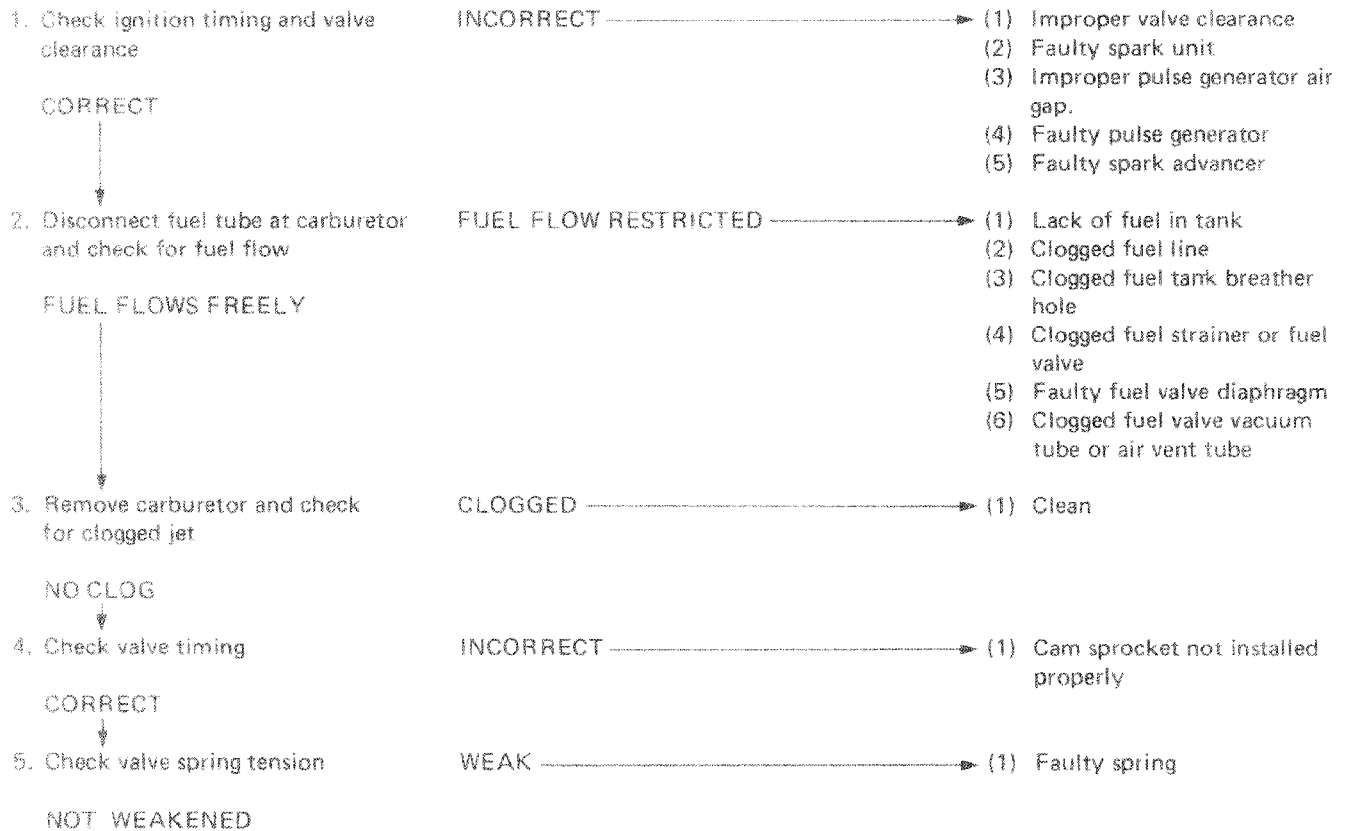 1. Check ignition timing and valve
clearance
INCORRECT
(1) Improper valve clearance
(2) Faulty spark unit
(3) Improper pulse generator air
gap.
(4) Faulty pulse generator
(5) Faulty spark advancer
CORRECT
2. Disconnect fuel tube at carburetor
and check for fuel flow
FUEL FLOW RESTRICTED
(1) Lack of fuel in tank
(2) Clogged fuel line
(3) Clogged fuel tank breather
hole
(4) Clogged fuel strainer or fuel
valve
(5) Faulty fuel valve diaphragm
(6) Clogged fuel valve vacuum
tube or air vent tube
FUEL FLOWS FREELY
3. Remove carburetor and check
for clogged jet
CLOGGED
(1) Clean
NO CLOG
4. Check valve timing
INCORRECT
(1) Cam sprocket not installed
properly
CORRECT
5. Check valve spring tension
WEAK
(1) Faulty spring
NOT WEAKENED